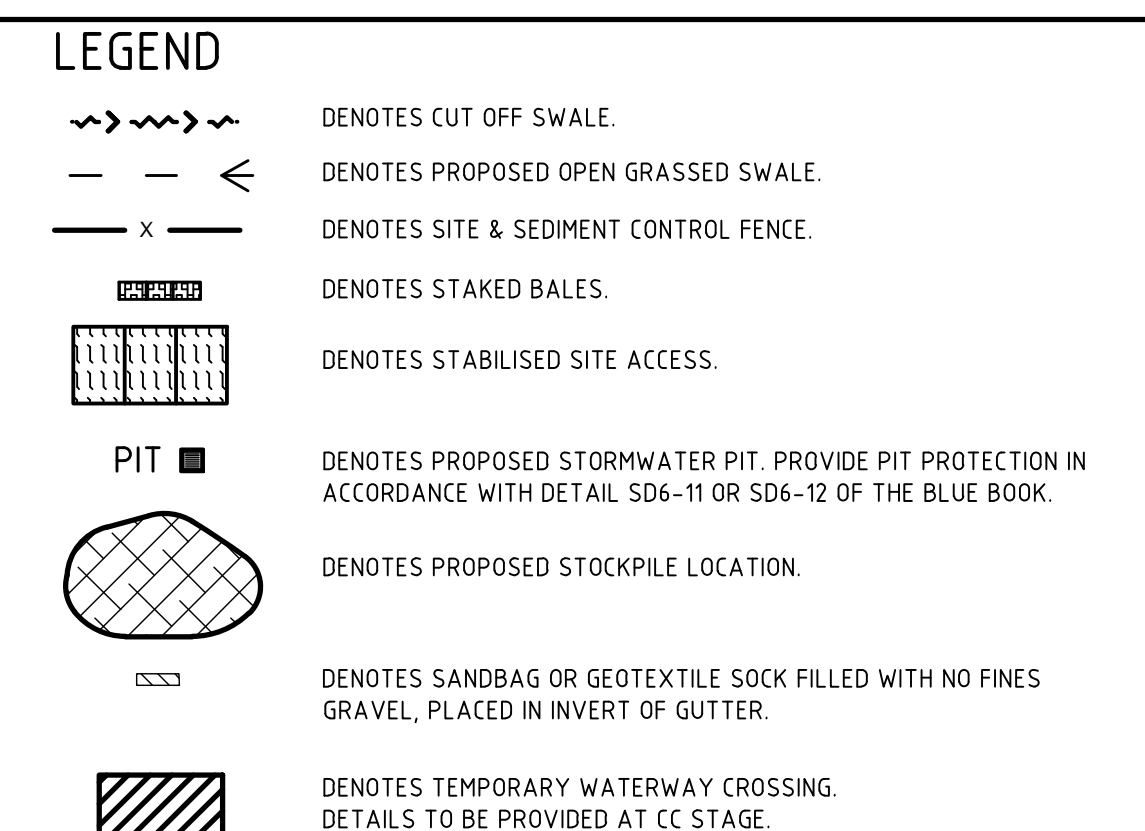 LEGEND
DENOTES CUT OFF SWALE.
DENOTES PROPOSED OPEN GRASSED SWALE.
X
DENOTES SITE & SEDIMENT CONTROL FENCE.
DENOTES STAKED BALES.
DENOTES STABILISED SITE ACCESS.
PIT
DENOTES PROPOSED STORMWATER PIT. PROVIDE PIT PROTECTION IN
ACCORDANCE WITH DETAIL SD6-11 OR SD6-12 OF THE BLUE BOOK.
DENOTES PROPOSED STOCKPILE LOCATION.
DENOTES SANDBAG OR GEOTEXTILE SOCK FILLED WITH NO FINES
GRAVEL, PLACED IN INVERT OF GUTTER.
DENOTES TEMPORARY WATERWAY CROSSING.
DETAILS TO BE PROVIDED AT CC STAGE.